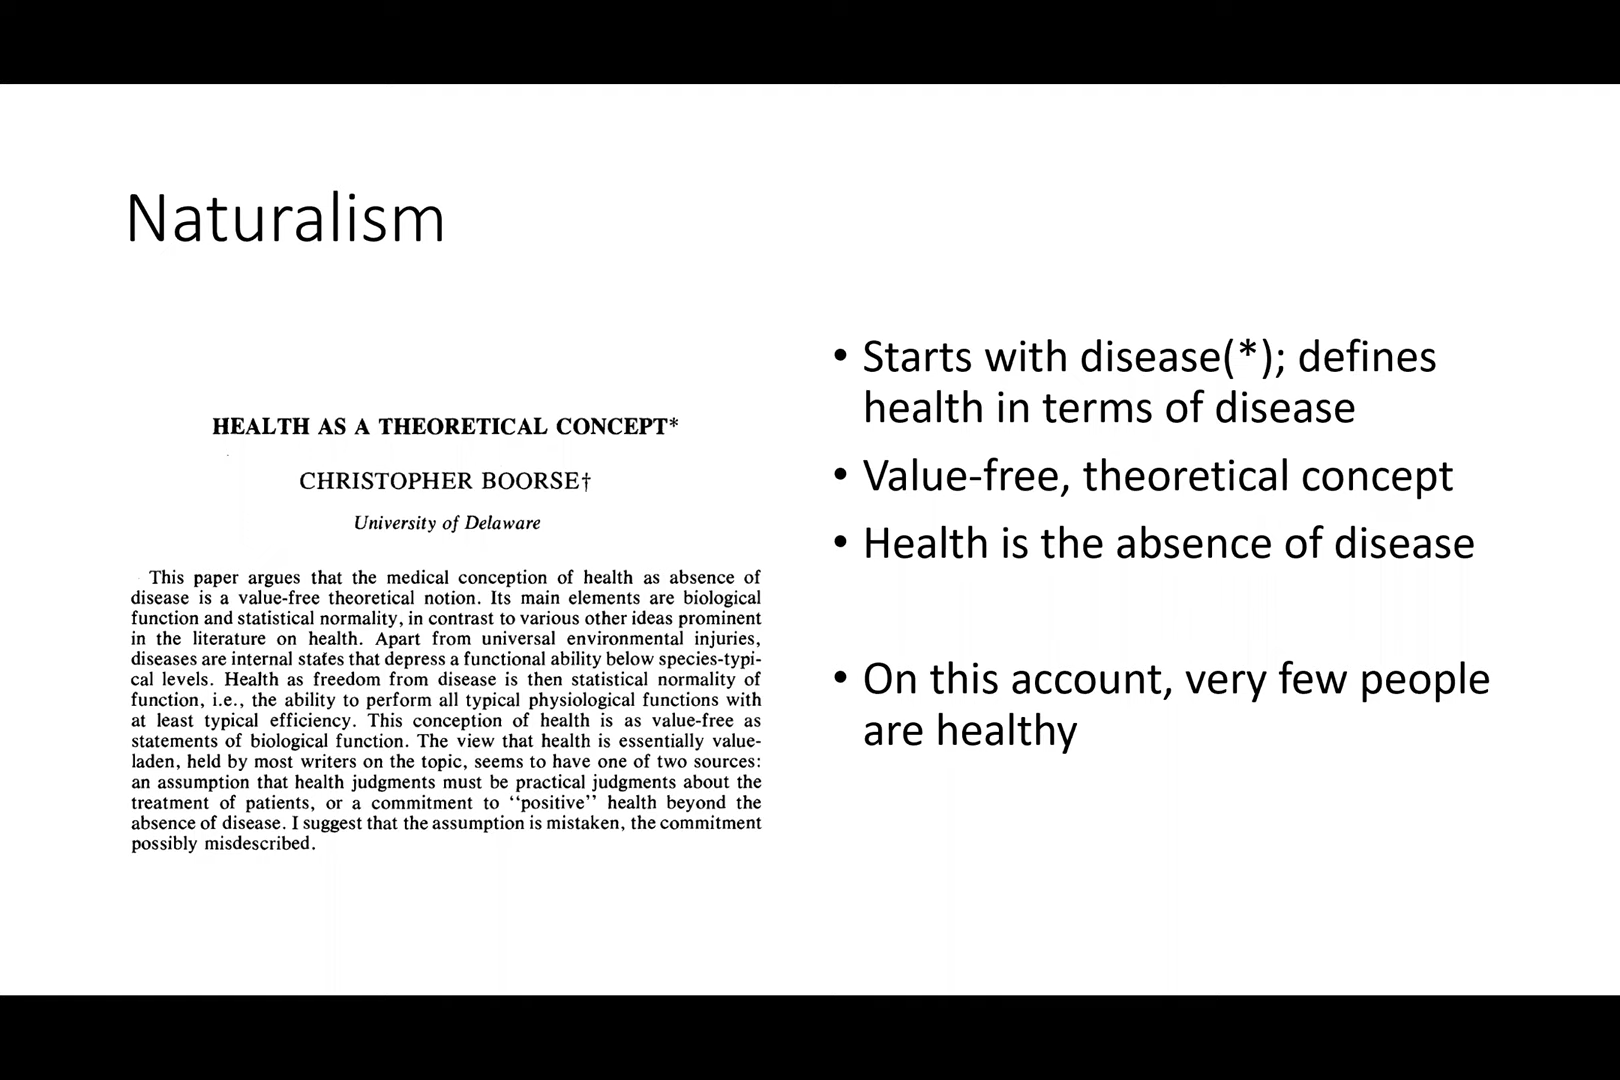 Naturalism
HEALTH AS A THEORETICAL CONCEPT*
CHRISTOPHER BOORSE†
University of Delaware
This paper argues that the medical conception of health as absence of
disease is a value-free theoretical notion. Its main elements are biological
function and statistical normality, in contrast to various other ideas prominent
in the literature on health. Apart from universal environmental injuries,
diseases are internal states that depress a functional ability below species-typi-
cal levels. Health as freedom from disease is then statistical normality of
function, i.e., the ability to perform all typical physiological functions with
at least typical efficiency. This conception of health is as value-free as
statements of biological function. The view that health is essentially value-
laden, held by most writers on the topic, seems to have one of two sources:
an assumption that health judgments must be practical judgments about the
treatment of patients, or a commitment to “positive” health beyond the
absence of disease. I suggest that the assumption is mistaken, the commitment
possibly misdescribed.
• Starts with disease(*); defines
health in terms of disease
• Value-free, theoretical concept
• Health is the absence of disease
• On this account, very few people
are healthy